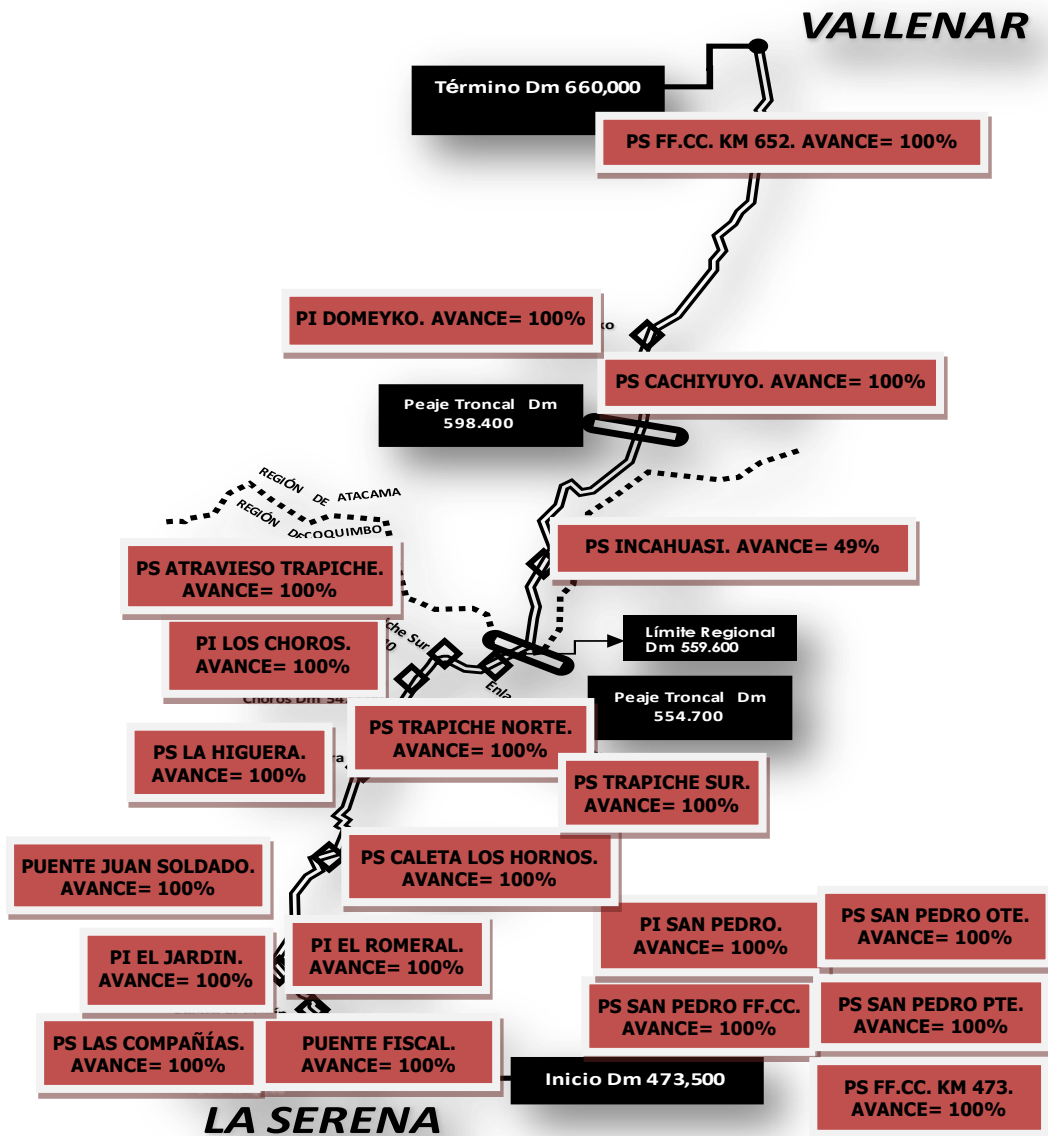 VALLENAR
Término Dm 660,000
PS FF.CC. KM 652. AVANCE= 100%
PI DOMEYKO. AVANCE= 100%
PS CACHIYUYO. AVANCE= 100%
Peaje Troncal Dm
598.400
REGIÓN DE ATACAMA
REGIÓN DE COQUIMBO
PS INCAHUASI. AVANCE= 49%
PS ATRAVIESO TRAPICHE.
AVANCE= 100%
Límite Regional
Dm 559.600
PI LOS CHOROS.
AVANCE= 100%
Sur
Choros Dm 54
Peaje Troncal Dm
554.700
PS TRAPICHE NORTE.
AVANCE= 100%
PS LA HIGUERA.
AVANCE= 100%
PS TRAPICHE SUR.
AVANCE= 100%
PS CALETA LOS HORNOS.
AVANCE= 100%
PUENTE JUAN SOLDADO.
AVANCE= 100%
PI SAN PEDRO.
AVANCE= 100%
PS SAN PEDRO OTE.
AVANCE= 100%
PI EL JARDIN.
AVANCE= 100%
PI EL ROMERAL.
AVANCE= 100%
PS SAN PEDRO FF.CC.
AVANCE= 100%
PS SAN PEDRO PTE.
AVANCE= 100%
PS LAS COMPAÑÍAS.
AVANCE= 100%
PUENTE FISCAL.
AVANCE= 100%
Inicio Dm 473,500
PS FF.CC. KM 473.
AVANCE= 100%
LA SERENA